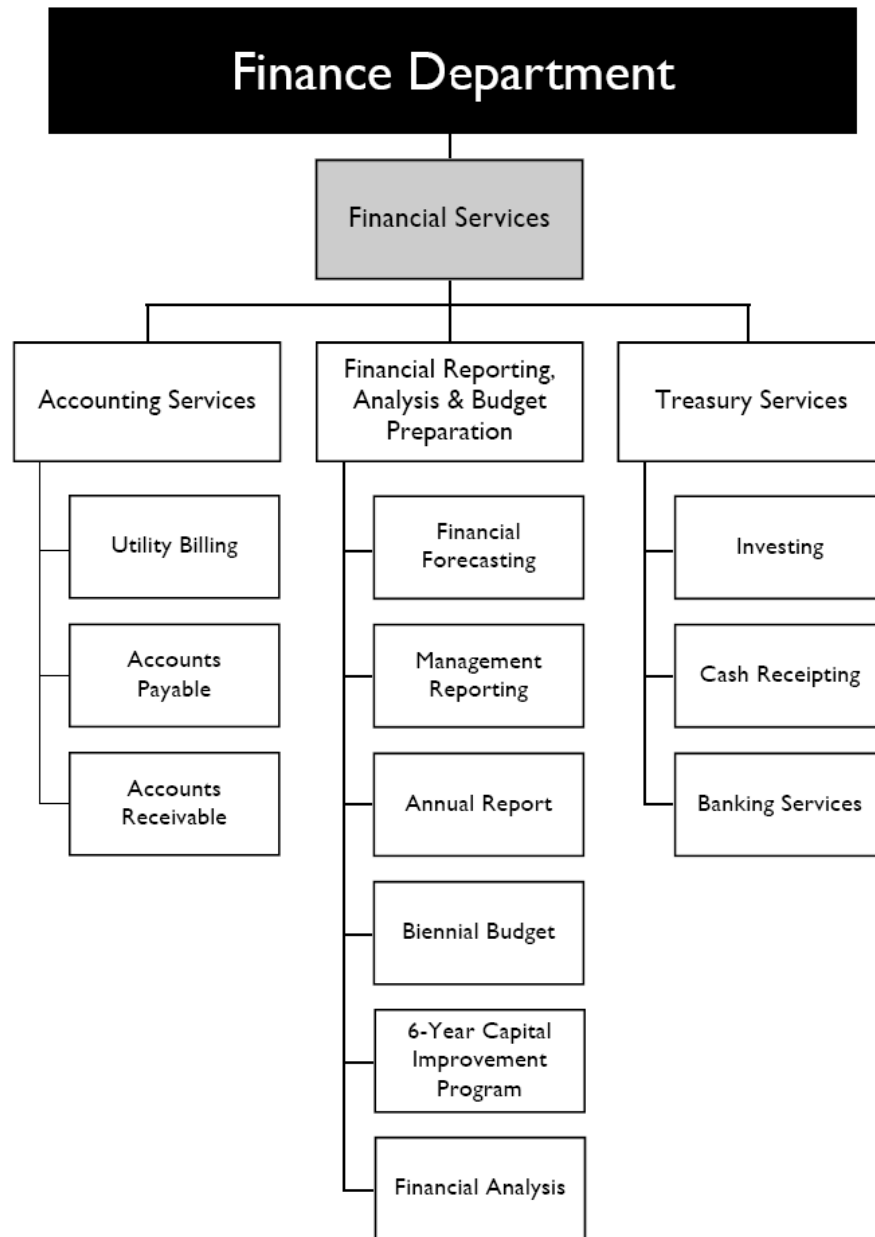 Finance Department
Financial Services
Accounting Services
Financial Reporting,
Analysis & Budget
Preparation
Treasury Services
Utility Billing
Accounts
Payable
Accounts
Receivable
Financial
Forecasting
Management
Reporting
Annual Report
Biennial Budget
6-Year Capital
Improvement
Program
Financial Analysis
Investing
Cash Receipting
Banking Services